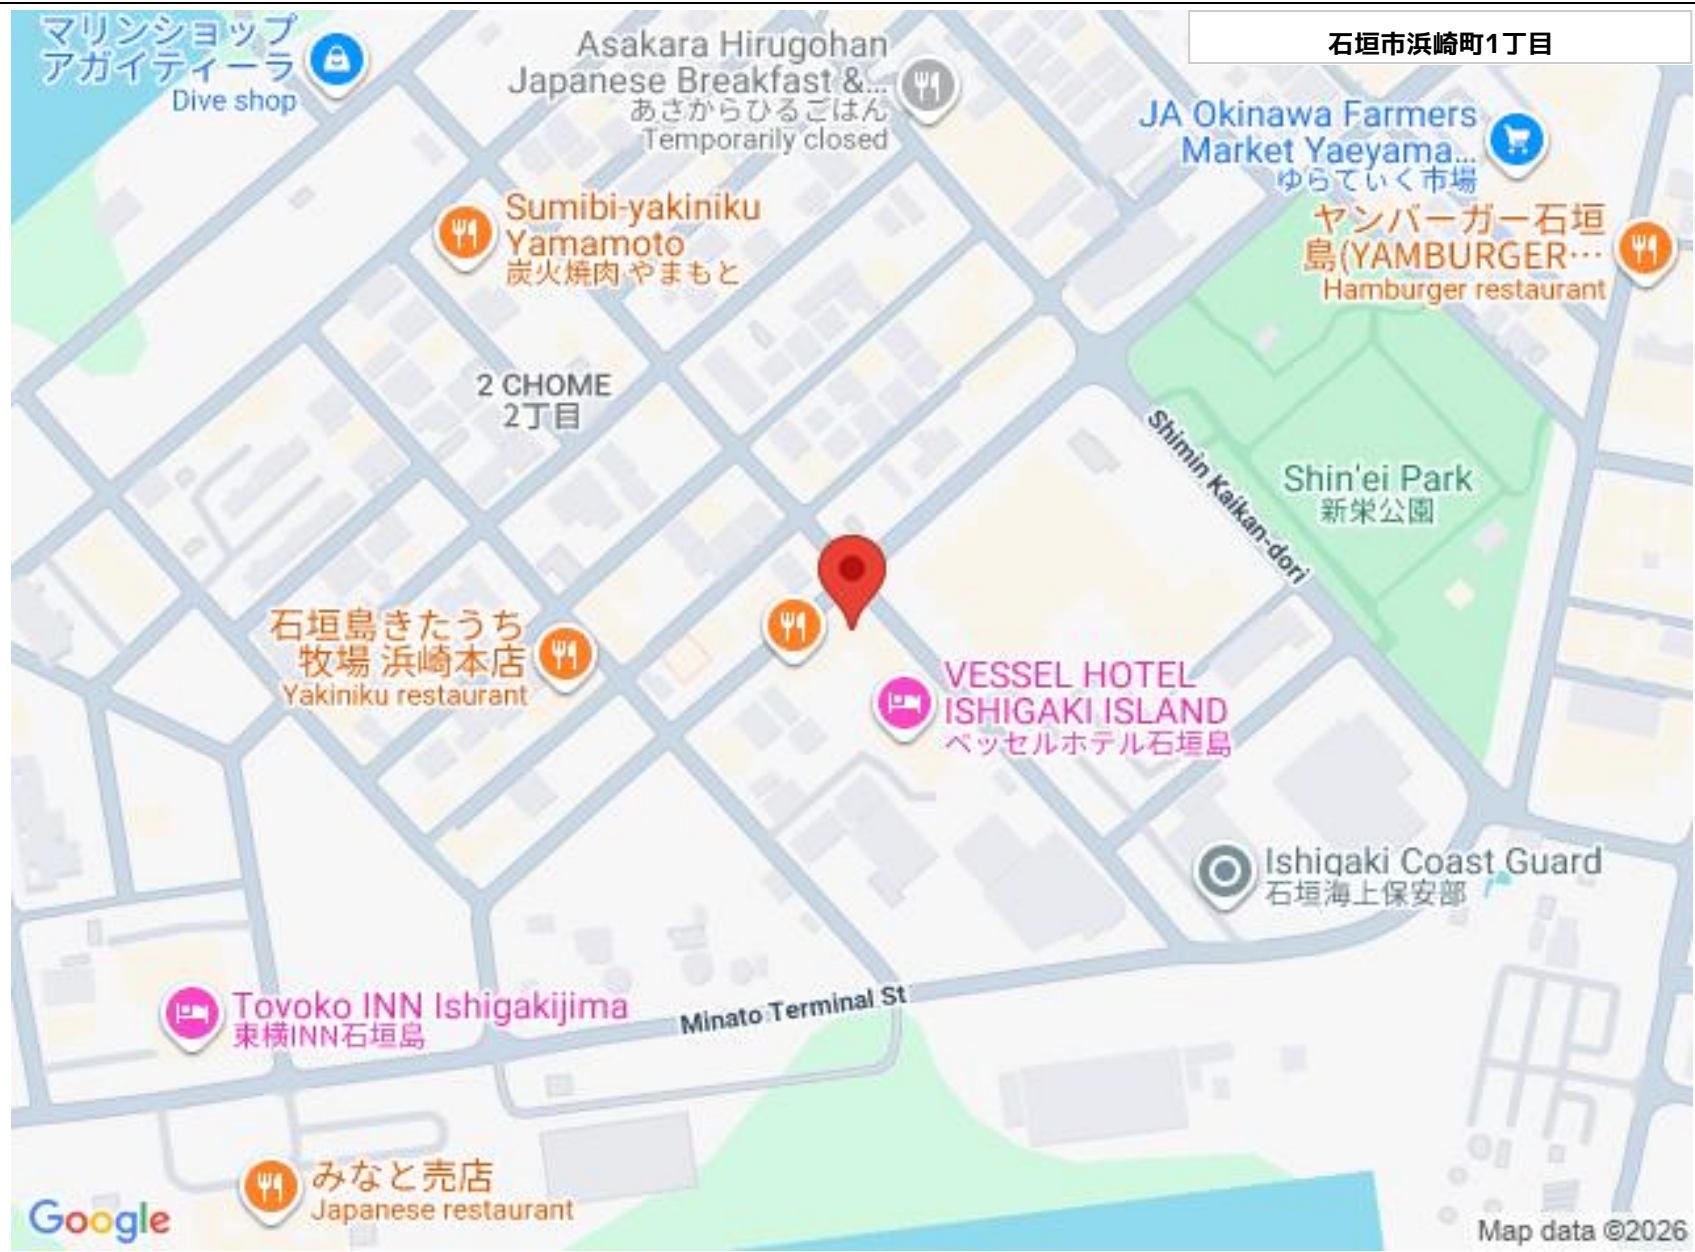 マリンショップ
アガイティーラ
Dive shop
Asakara Hirugohan
Japanese Breakfast &...
あさからひるごはん
Temporarily closed
石垣市浜崎町1丁目
JA Okinawa Farmers
Market Yaeyama...
ゆらてぃく市場
ヤンバーガー石垣
島(YAMBURGER…
Hamburger restaurant
Sumibi-yakiniku
Yamamoto
炭火焼肉 やまもと
2 CHOME
2丁目
Shimin Kaikan-dori
Shin'ei Park
新栄公園
石垣島きたうち
牧場 浜崎本店
Yakiniku restaurant
VESSEL HOTEL
ISHIGAKI ISLAND
ベッセルホテル石垣島
Ishigaki Coast Guard
石垣海上保安部
Toyoko INN Ishigakijima
東横INN石垣島
Minato Terminal St
みなと売店
Japanese restaurant
Google
Map data ©2026